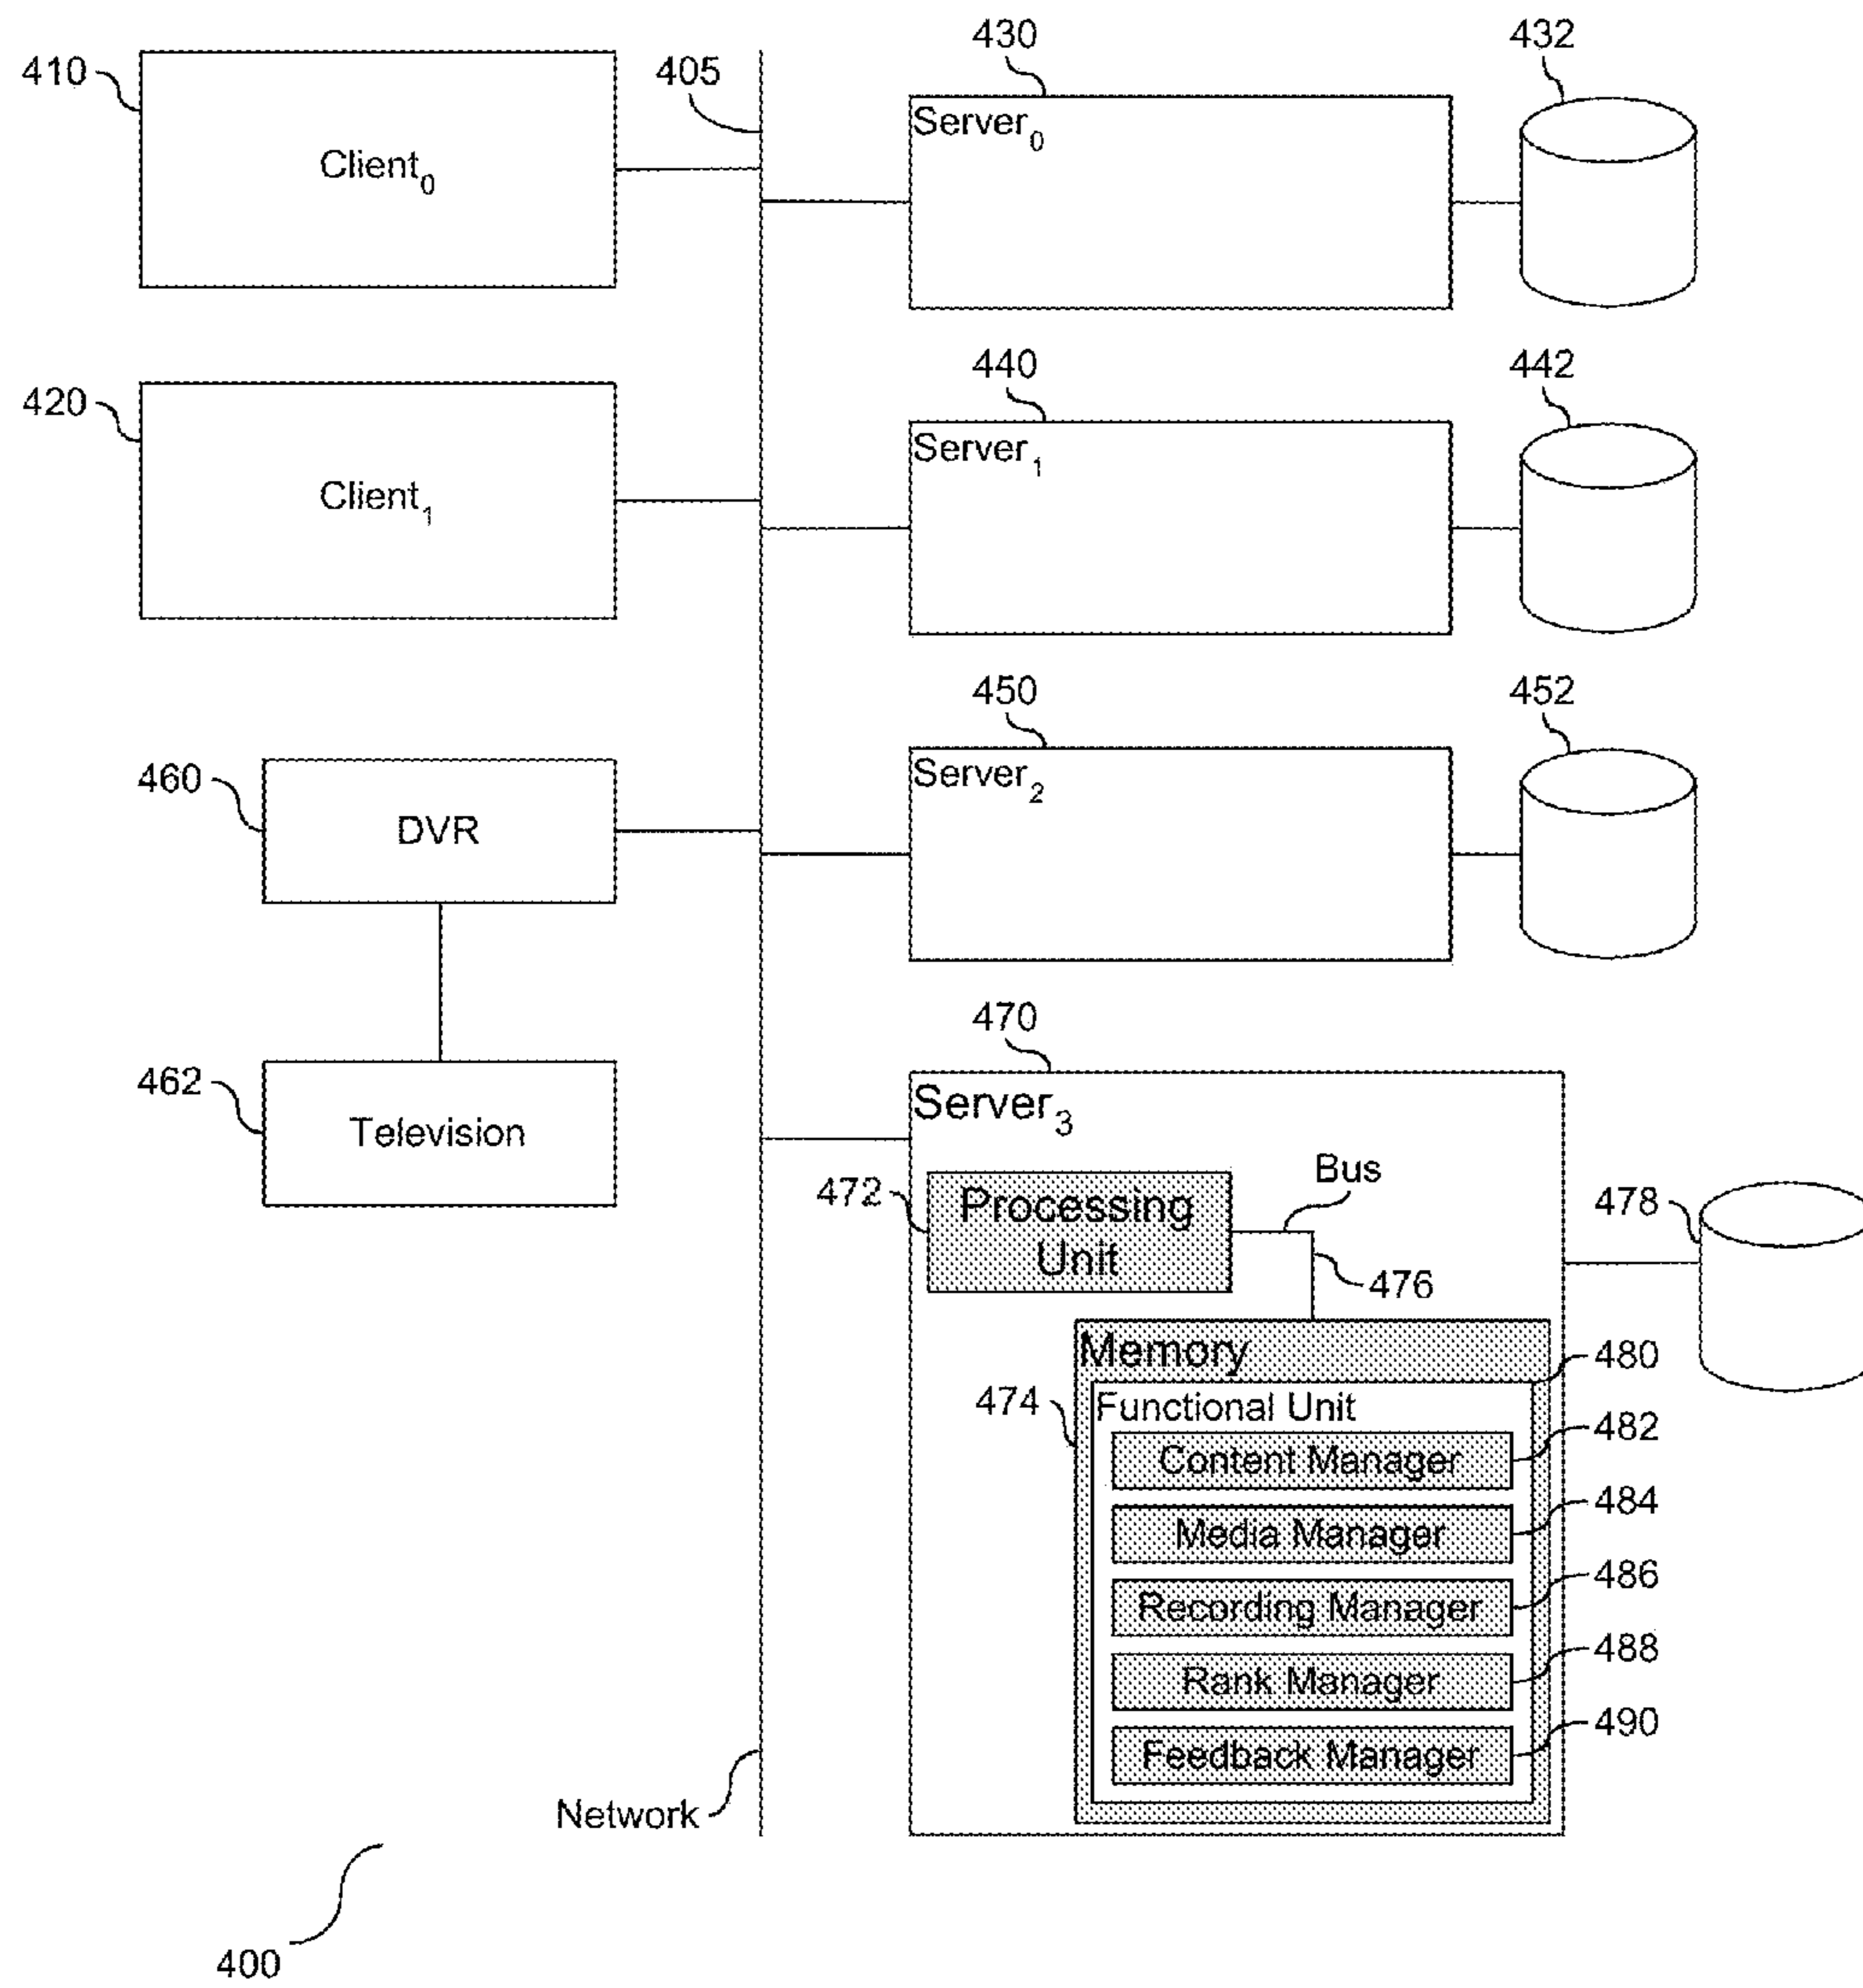 430
432
410
405
Server0
Client0
440
442
420
Server1
Client1
450
452
460
Server2
DVR
470
462
Server3
Television
Bus
472
Processing
Unit
478
476
Memory
480
474
Functional Unit
482
Content Manager
484
Media Manager
486
Recording Manager
488
Rank Manager
490
Feedback Manager
Network
400